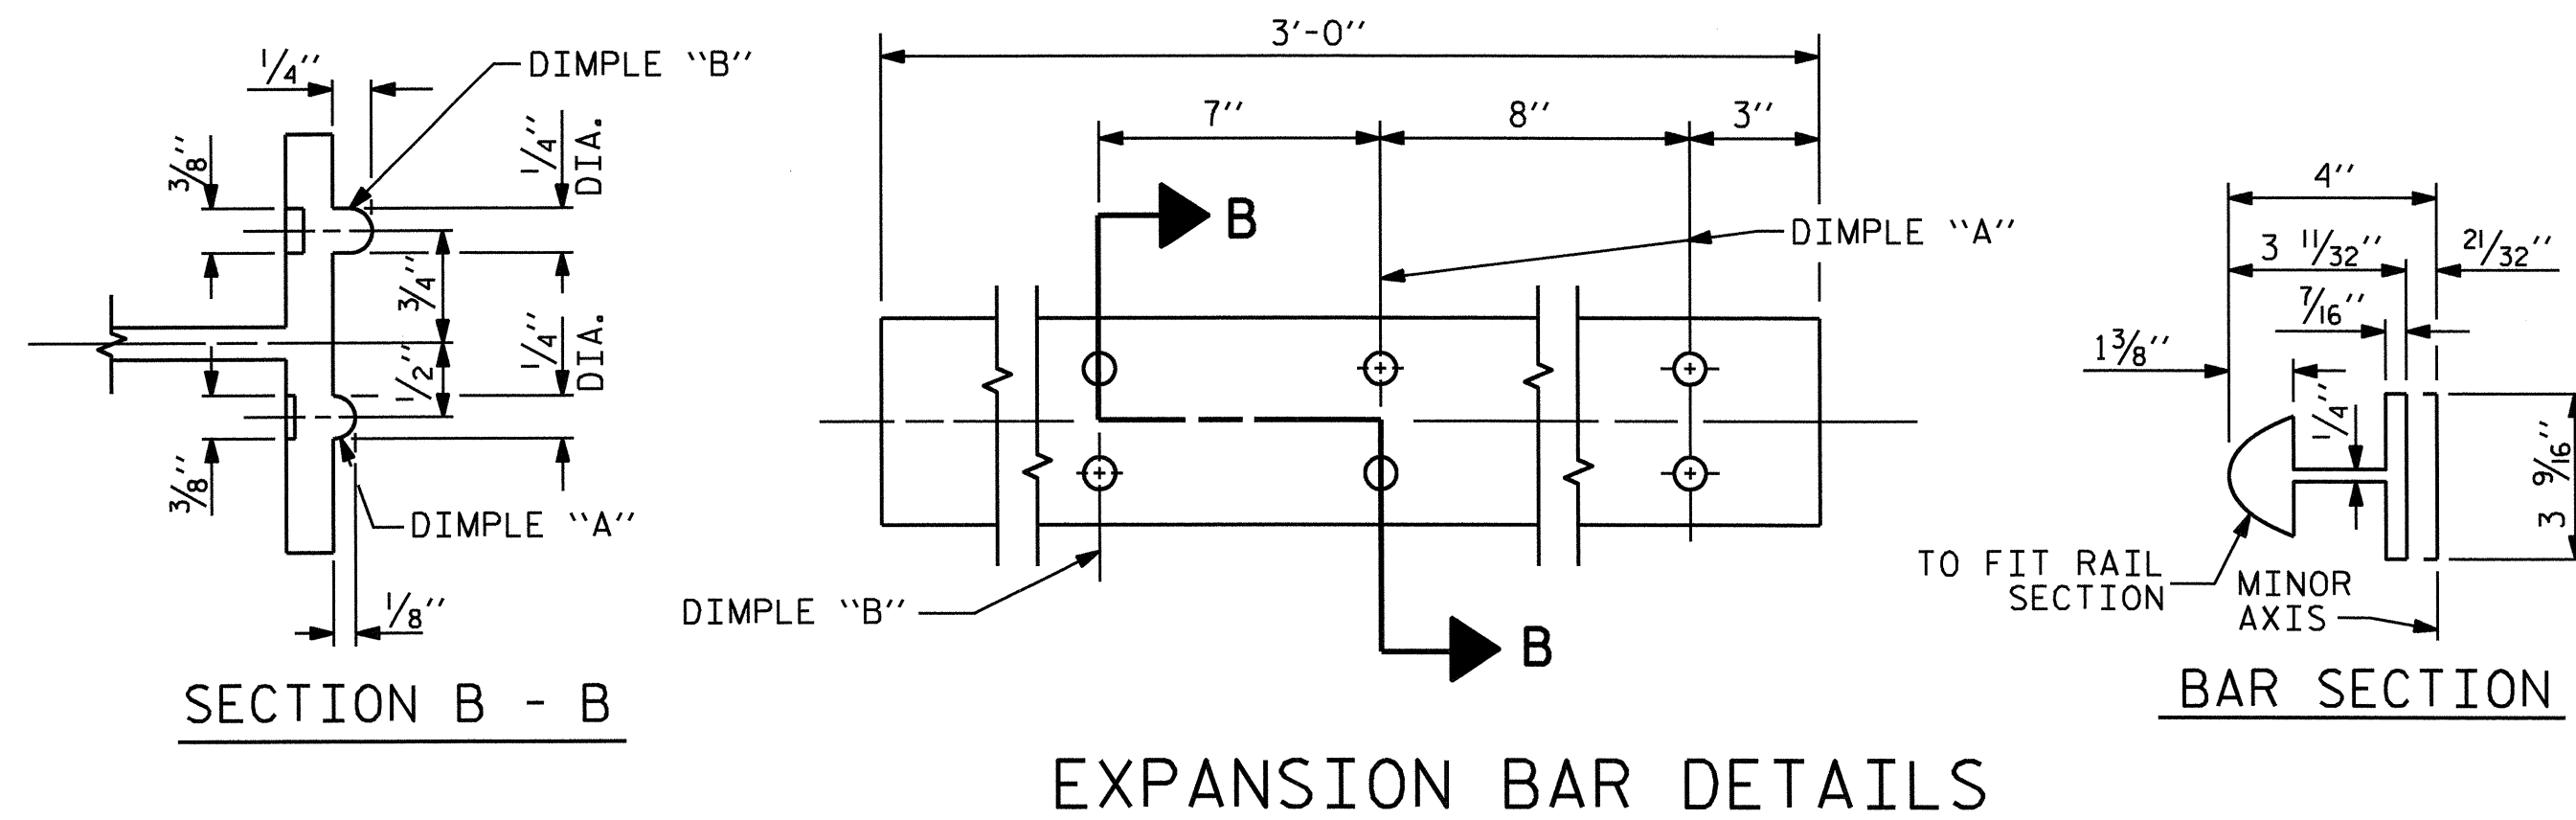 1/4"
DIMPLE "B"
3/8"
1/4"
DIA.
3/4"
1/2"
1/4"
DIA.
3/8"
DIMPLE "A"
1/8"
SECTION B - B
3'-0"
7"
8"
3"
B
DIMPLE "A"
DIMPLE "B"
B
4"
3 11/32"
21/32"
7/16"
1 3/8"
1/4"
3 9/16"
TO FIT RAIL
SECTION
MINOR
AXIS
BAR SECTION
EXPANSION BAR DETAILS